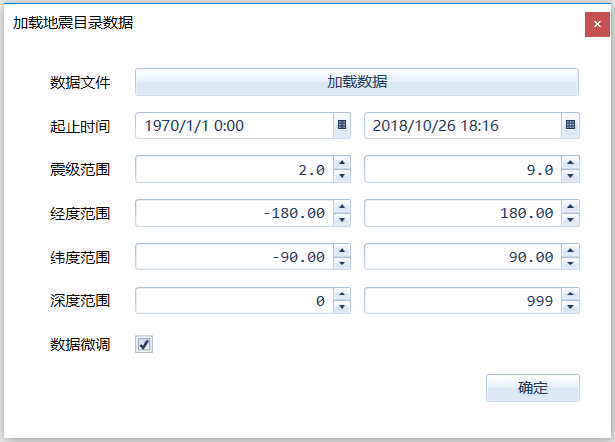 加载地震目录数据
数据文件 加载数据
起止时间 1970/1/1 0:00 2018/10/26 18:16
震级范围 2.0 9.0
经度范围 -180.00 180.00
纬度范围 -90.00 90.00
深度范围 0 999
数据微调
确定